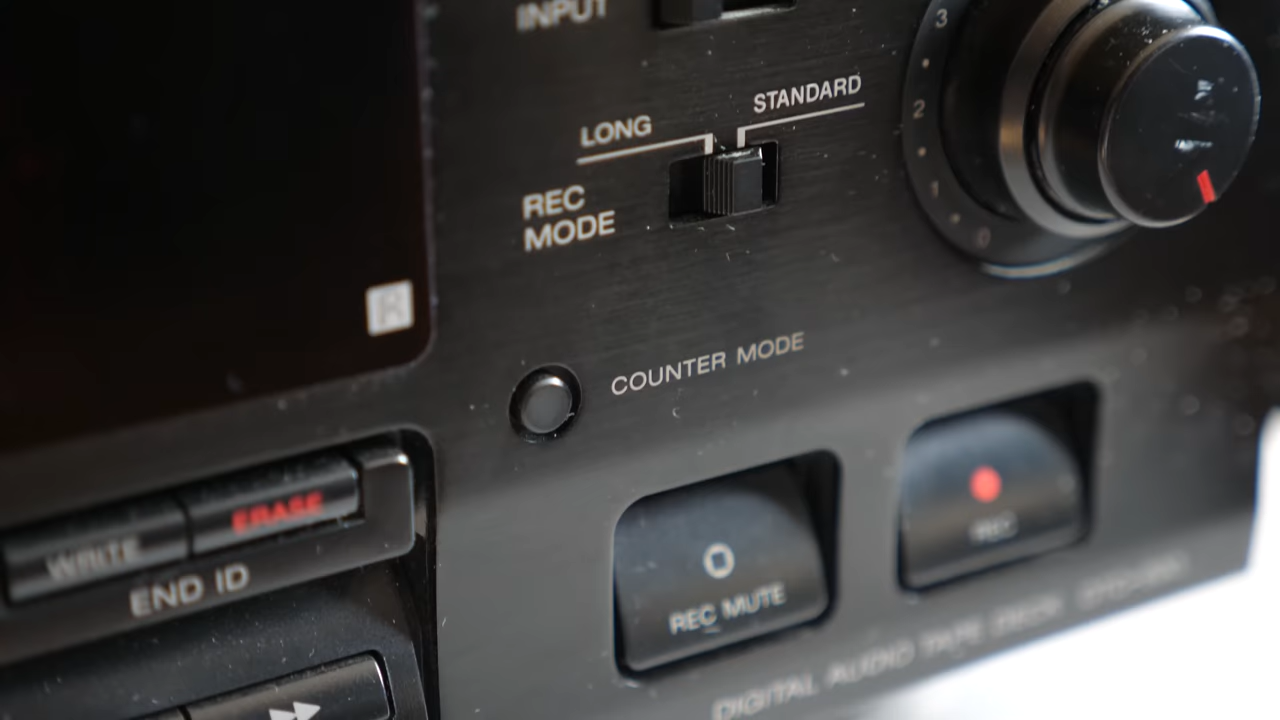 INPUT
3
STANDARD
LONG
2
REC
MODE
1
0
R
COUNTER MODE
ERASE
WRITE
REC
END ID
REC MUTE
DIGITAL AUDIO TAPE DECK